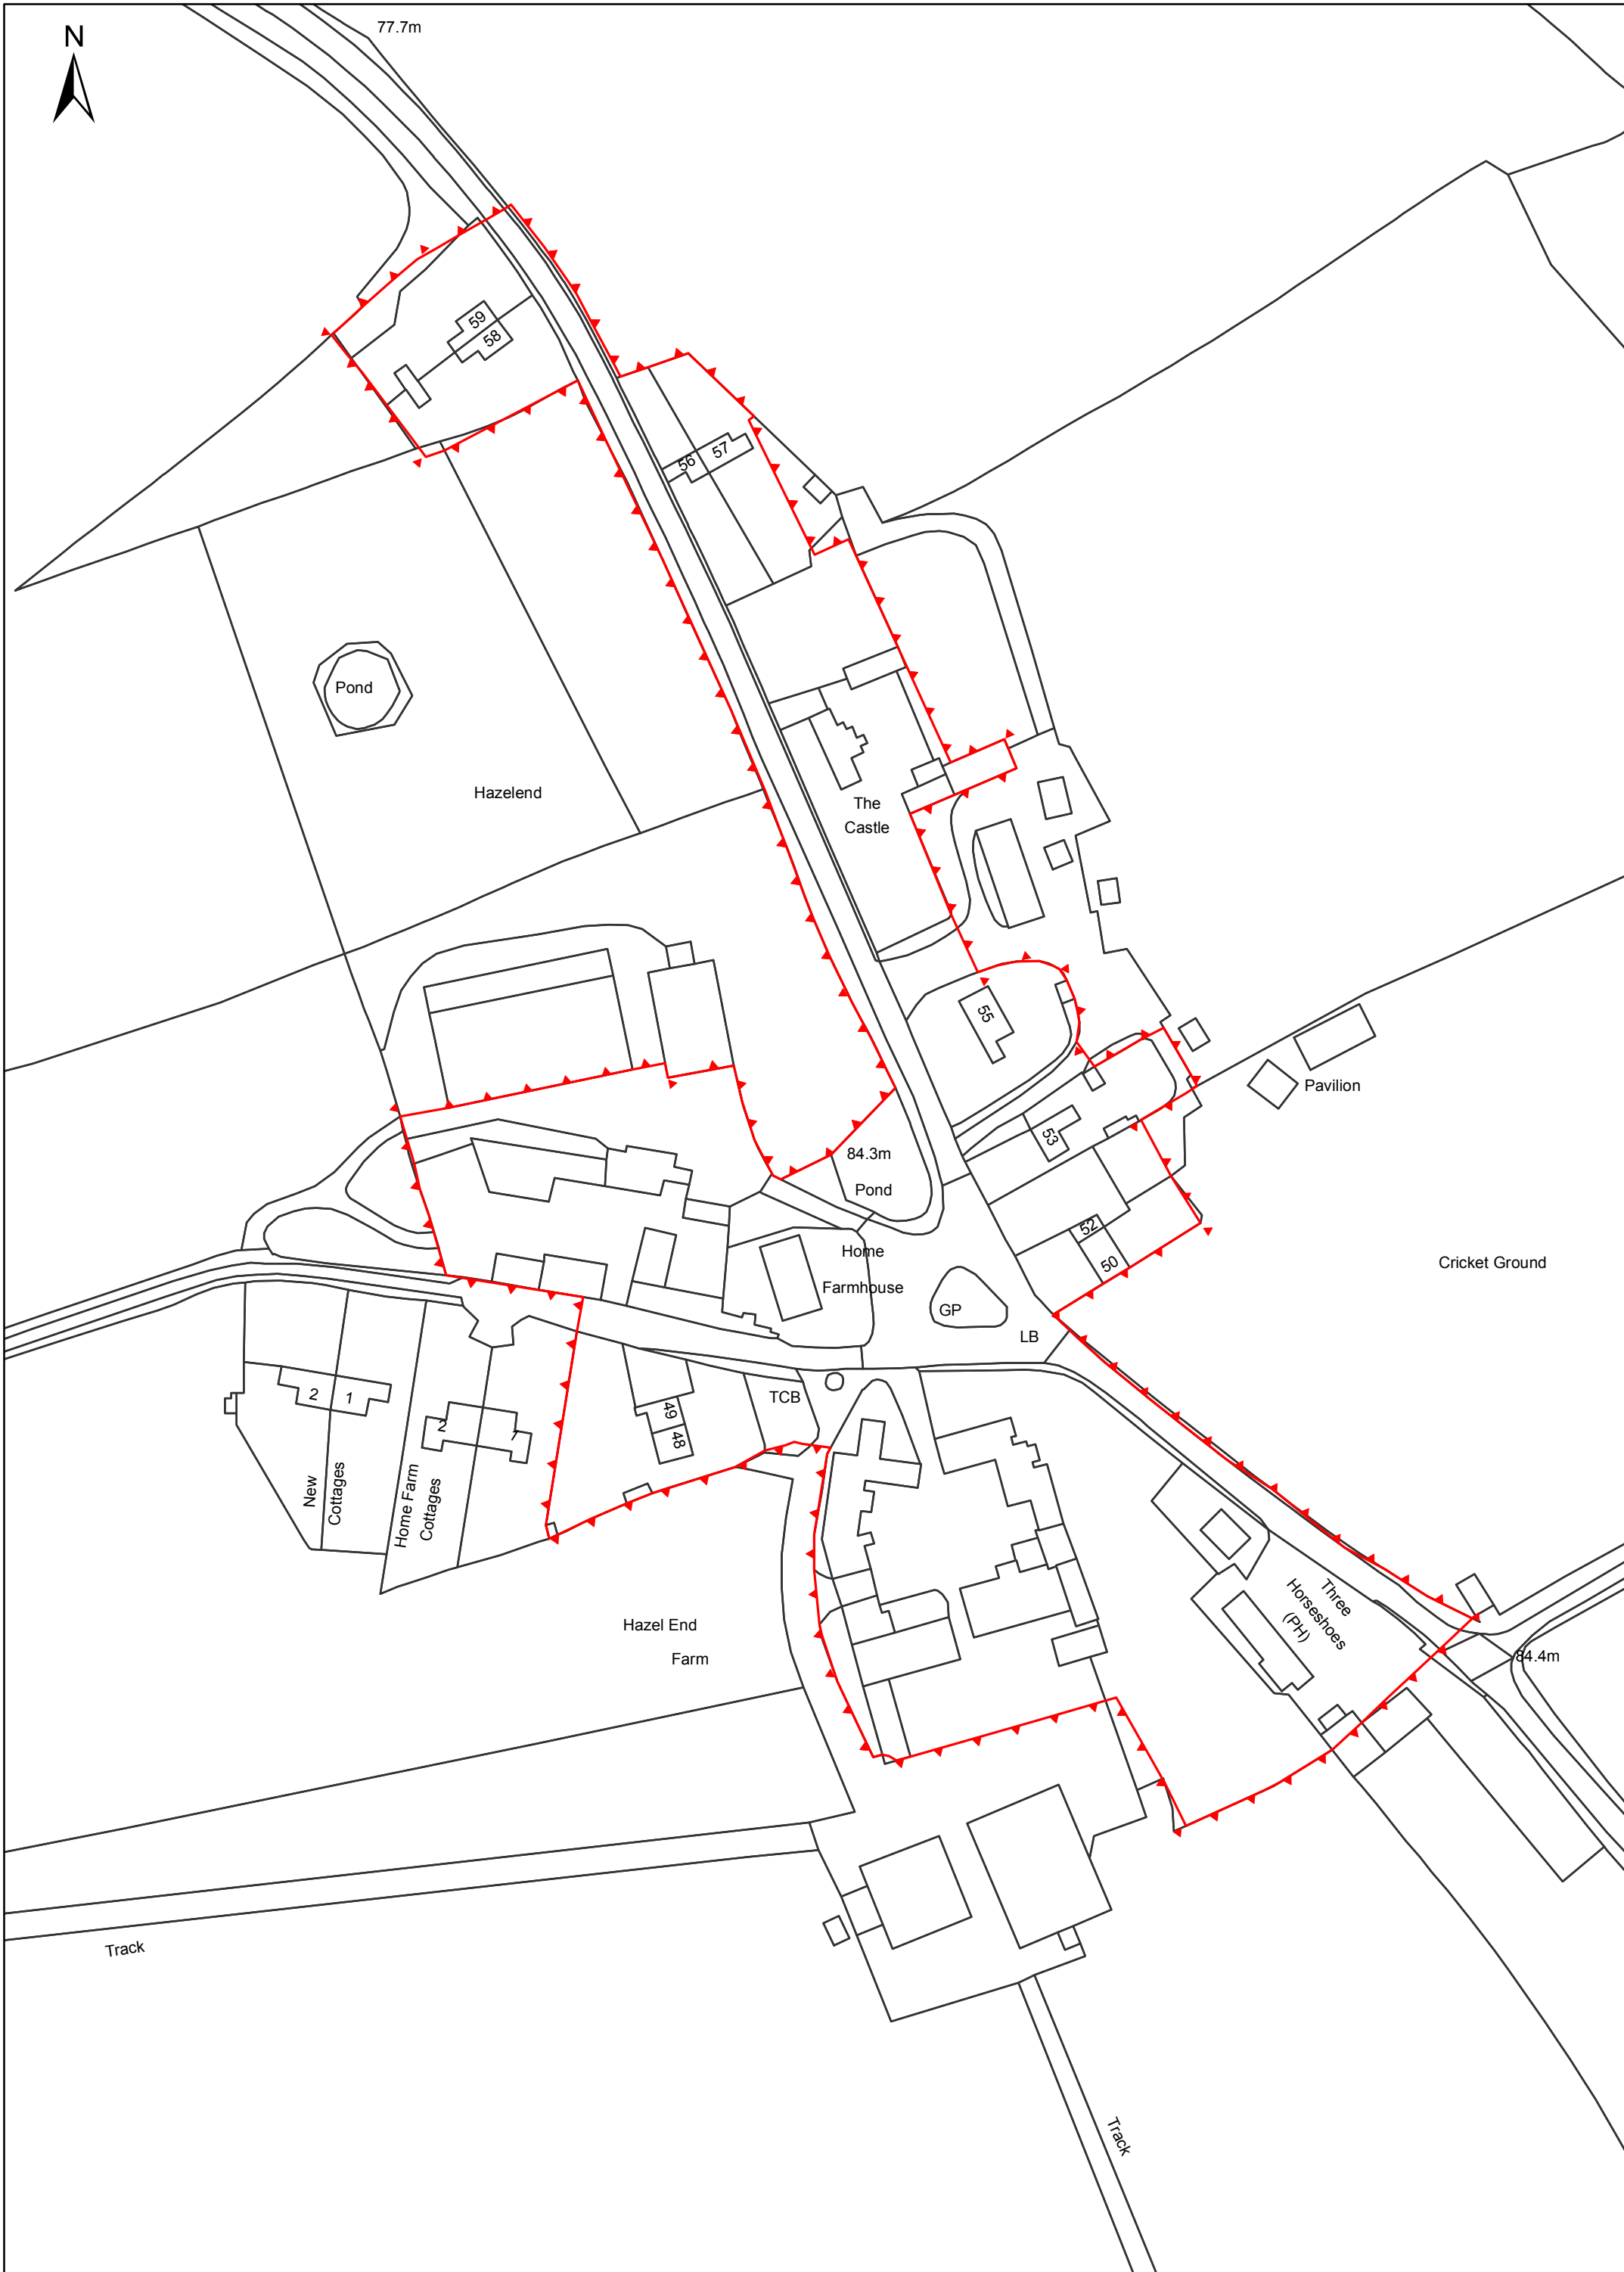 N
77.7m
59
58
56
57
Pond
Hazelend
The
Castle
55
Pavilion
53
84.3m
Pond
52
50
Home
Farmhouse
GP
LB
Cricket Ground
TCB
2
1
2
49
48
New
Cottages
Home Farm
Cottages
Three
Horseshoes
(PH)
Hazel End
Farm
84.4m
Track
Track